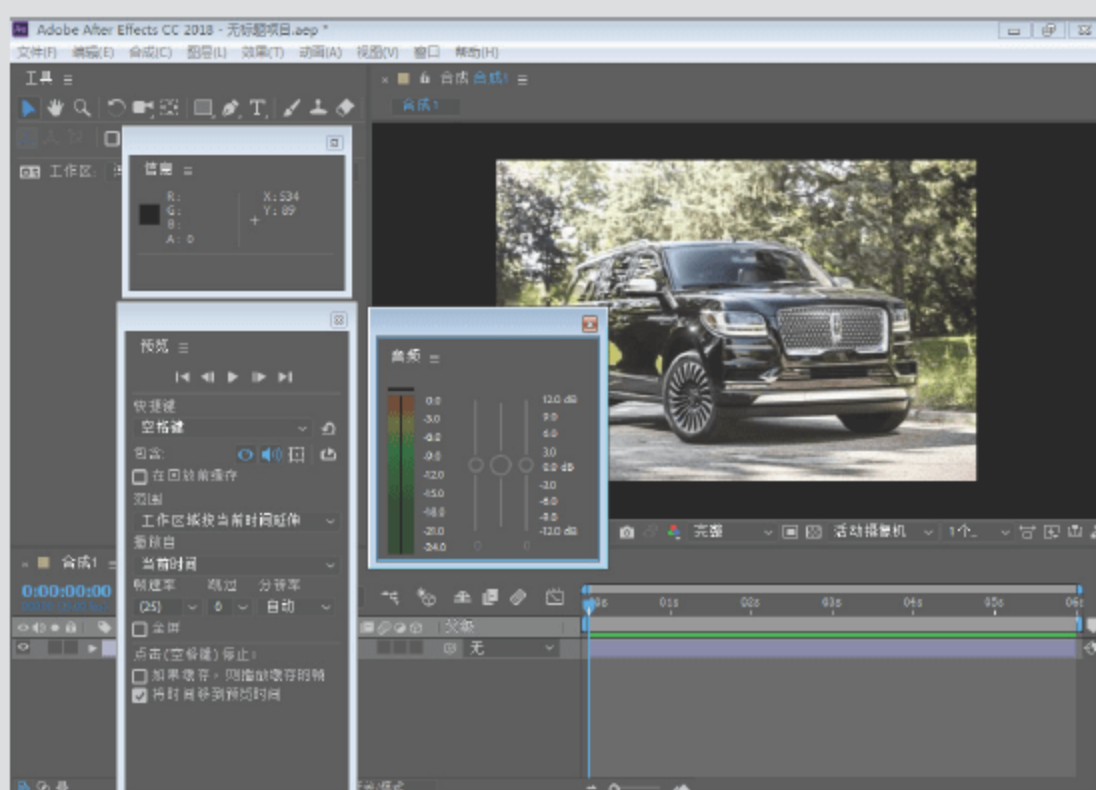 Adobe After Effects CC 2018 - 无标题项目.aep *
文件(F) 编辑(E) 合成(C) 图层(L) 效果(T) 动画(A) 视图(V) 窗口 帮助(H)
工具
合成 合成1
合成1
工作区:
信息
R:
G:
B:
A: 0
X: 534
Y: 89
预览
快捷键
空格键
包含:
在回放前缓存
范围
工作区域按当前时间延伸
播放自
当前时间
帧速率 跳过 分辨率
(25) 0 自动
全屏
点击(空格键)停止:
如果缓存,则播放缓存的帧
将时间移到预览时间
音频
0.0
-3.0
-6.0
-9.0
-12.0
-15.0
-18.0
-21.0
-24.0
12.0 dB
9.0
6.0
3.0
0.0 dB
-3.0
-6.0
-9.0
-12.0 dB
0 0
完整 活动摄像机 1个...
合成1
0:00:00:00
01s 02s 03s 04s 05s 06s
父级
无